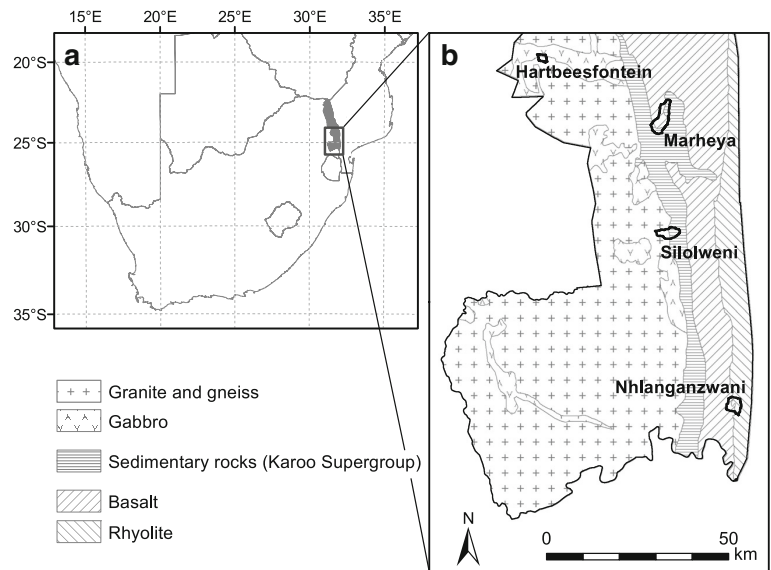 15°E 20°E 25°E 30°E 35°E
a
20°S
25°S
30°S
35°S
b
Hartbeesfontein
Marheya
Silolweni
Nhlanganzwani
Granite and gneiss
Gabbro
Sedimentary rocks (Karoo Supergroup)
Basalt
Rhyolite
N
0 50
km